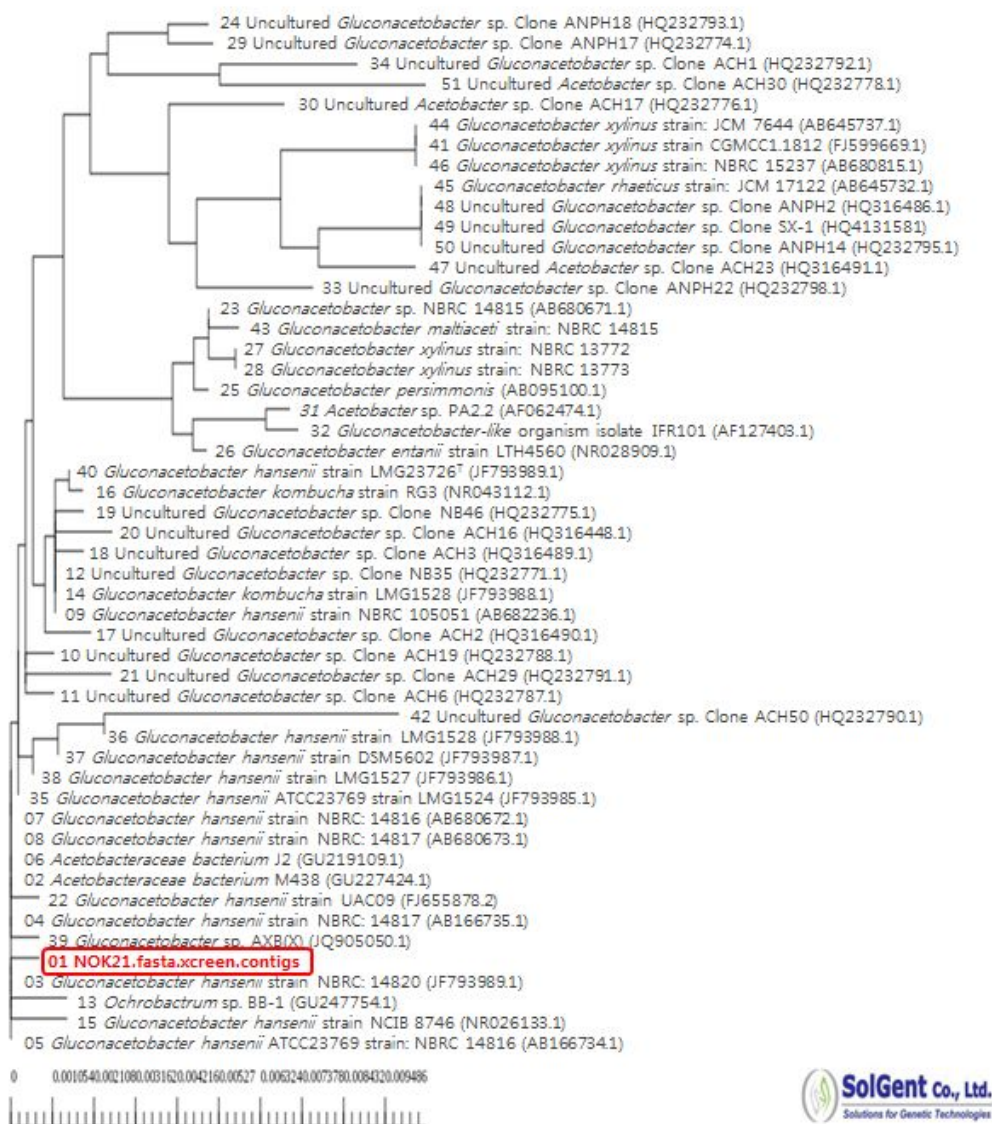 24 Uncultured Gluconacetobacter sp. Clone ANPH18 (HQ232793.1)
29 Uncultured Gluconacetobacter sp. Clone ANPH17 (HQ232774.1)
34 Uncultured Gluconacetobacter sp. Clone ACH1 (HQ232792.1)
51 Uncultured Acetobacter sp. Clone ACH30 (HQ232778.1)
30 Uncultured Acetobacter sp. Clone ACH17 (HQ232776.1)
44 Gluconacetobacter xylinus strain: JCM 7644 (AB645737.1)
41 Gluconacetobacter xylinus strain CGMCC1.1812 (FJ599669.1)
46 Gluconacetobacter xylinus strain: NBRC 15237 (AB680815.1)
45 Gluconacetobacter rhaeticus strain: JCM 17122 (AB645732.1)
48 Uncultured Gluconacetobacter sp. Clone ANPH2 (HQ316486.1)
49 Uncultured Gluconacetobacter sp. Clone SX-1 (HQ4131581)
50 Uncultured Gluconacetobacter sp. Clone ANPH14 (HQ232795.1)
47 Uncultured Acetobacter sp. Clone ACH23 (HQ316491.1)
33 Uncultured Gluconacetobacter sp. Clone ANPH22 (HQ232798.1)
23 Gluconacetobacter sp. NBRC 14815 (AB680671.1)
43 Gluconacetobacter maltiaceti strain: NBRC 14815
27 Gluconacetobacter xylinus strain: NBRC 13772
28 Gluconacetobacter xylinus strain: NBRC 13773
25 Gluconacetobacter persimmonis (AB095100.1)
31 Acetobacter sp. PA2.2 (AF062474.1)
32 Gluconacetobacter-like organism isolate IFR101 (AF127403.1)
26 Gluconacetobacter entanii strain LTH4560 (NR028909.1)
40 Gluconacetobacter hansenii strain LMG23726ᵀ (JF793989.1)
16 Gluconacetobacter kombucha strain RG3 (NR043112.1)
19 Uncultured Gluconacetobacter sp. Clone NB46 (HQ232775.1)
20 Uncultured Gluconacetobacter sp. Clone ACH16 (HQ316448.1)
18 Uncultured Gluconacetobacter sp. Clone ACH3 (HQ316489.1)
12 Uncultured Gluconacetobacter sp. Clone NB35 (HQ232771.1)
14 Gluconacetobacter kombucha strain LMG1528 (JF793988.1)
09 Gluconacetobacter hansenii strain NBRC 105051 (AB682236.1)
17 Uncultured Gluconacetobacter sp. Clone ACH2 (HQ316490.1)
10 Uncultured Gluconacetobacter sp. Clone ACH19 (HQ232788.1)
21 Uncultured Gluconacetobacter sp. Clone ACH29 (HQ232791.1)
11 Uncultured Gluconacetobacter sp. Clone ACH6 (HQ232787.1)
42 Uncultured Gluconacetobacter sp. Clone ACH50 (HQ232790.1)
36 Gluconacetobacter hansenii strain LMG1528 (JF793988.1)
37 Gluconacetobacter hansenii strain DSM5602 (JF793987.1)
38 Gluconacetobacter hansenii strain LMG1527 (JF793986.1)
35 Gluconacetobacter hansenii ATCC23769 strain LMG1524 (JF793985.1)
07 Gluconacetobacter hansenii strain NBRC: 14816 (AB680672.1)
08 Gluconacetobacter hansenii strain NBRC: 14817 (AB680673.1)
06 Acetobacteraceae bacterium J2 (GU219109.1)
02 Acetobacteraceae bacterium M438 (GU227424.1)
22 Gluconacetobacter hansenii strain UAC09 (FJ655878.2)
04 Gluconacetobacter hansenii strain NBRC: 14817 (AB166735.1)
39 Gluconacetobacter sp. AXB(X) (JQ905050.1)
01 NOK21.fasta.xcreen.contigs
03 Gluconacetobacter hansenii strain NBRC: 14820 (JF793989.1)
13 Ochrobactrum sp. BB-1 (GU247754.1)
15 Gluconacetobacter hansenii strain NCIB 8746 (NR026133.1)
05 Gluconacetobacter hansenii ATCC23769 strain: NBRC 14816 (AB166734.1)
0 0.0010540.0021080.0031620.0042160.00527 0.0063240.0073780.0084320.009486
SolGent Co., Ltd.
Solutions for Genetic Technologies